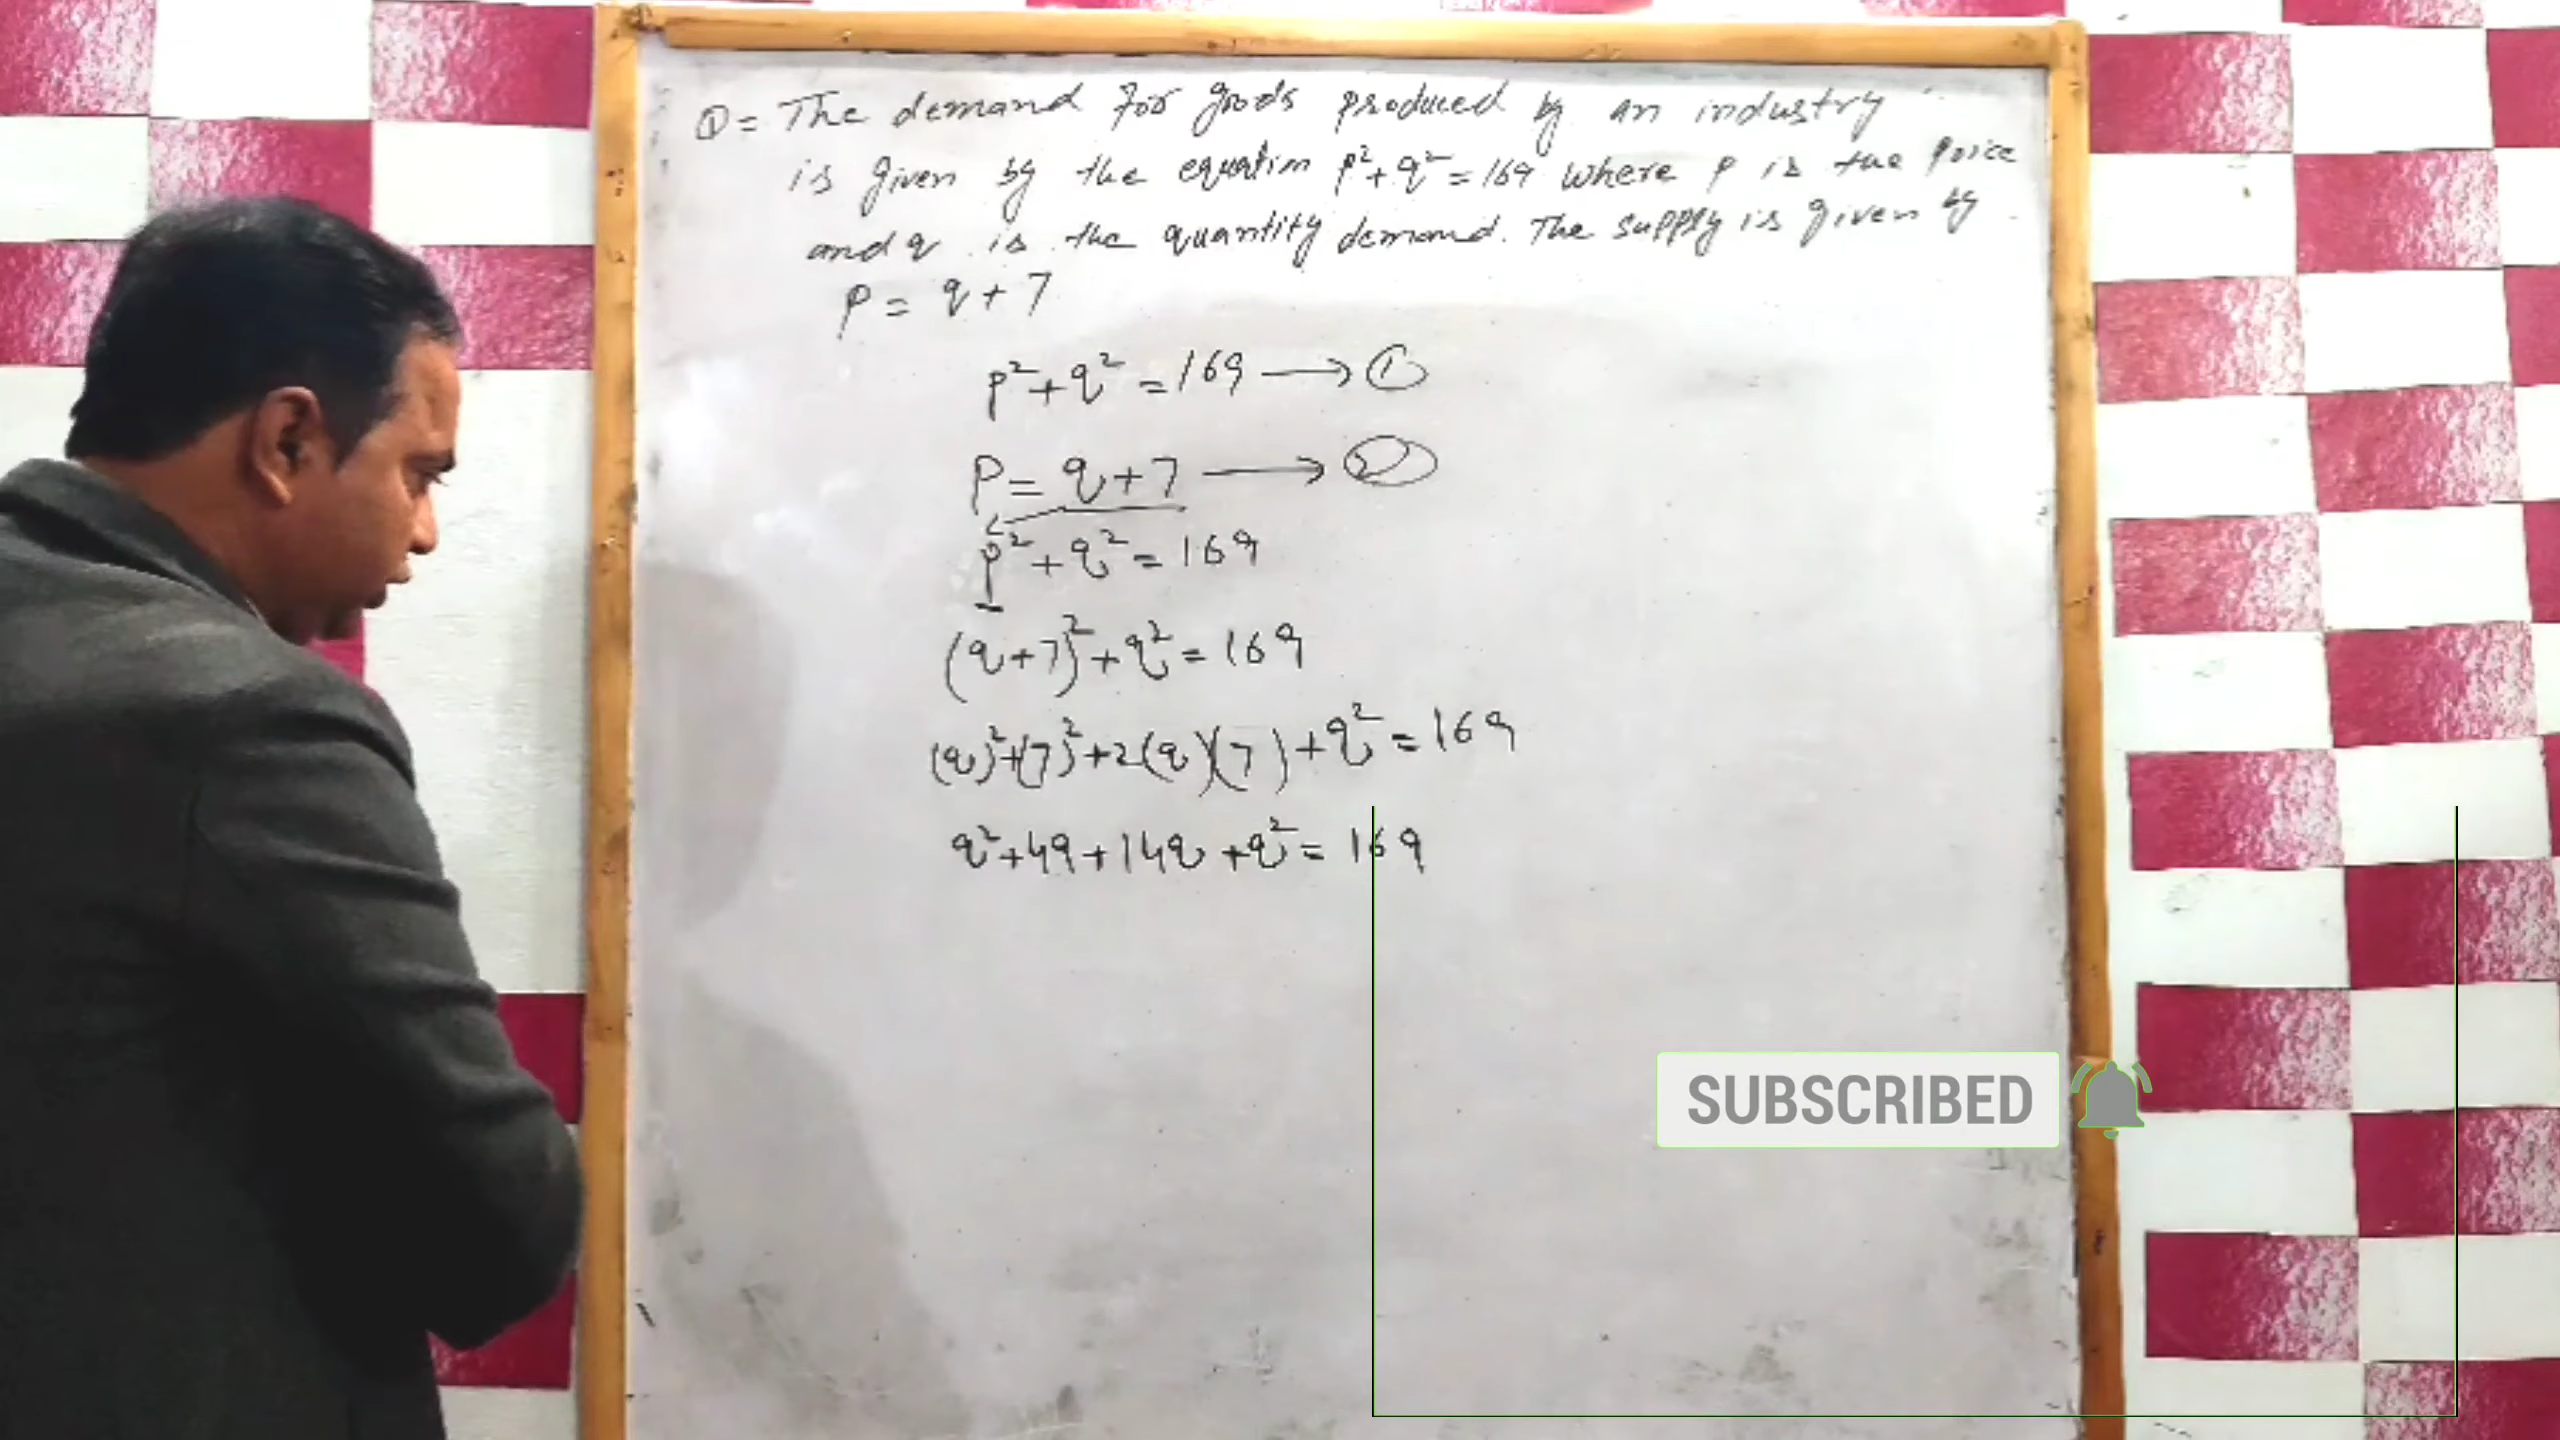 Q= The demand for goods produced by an industry
is given by the equation p²+q²=169 where p is the price
and q is the quantity demand. The supply is given by
p = q + 7
p²+q² = 169 → ①
P = q+7 → ②
p²+q² = 169
(q+7)²+q² = 169
(q)²+(7)²+2(q)(7)+q² = 169
q²+49+14q+q² = 169
SUBSCRIBED